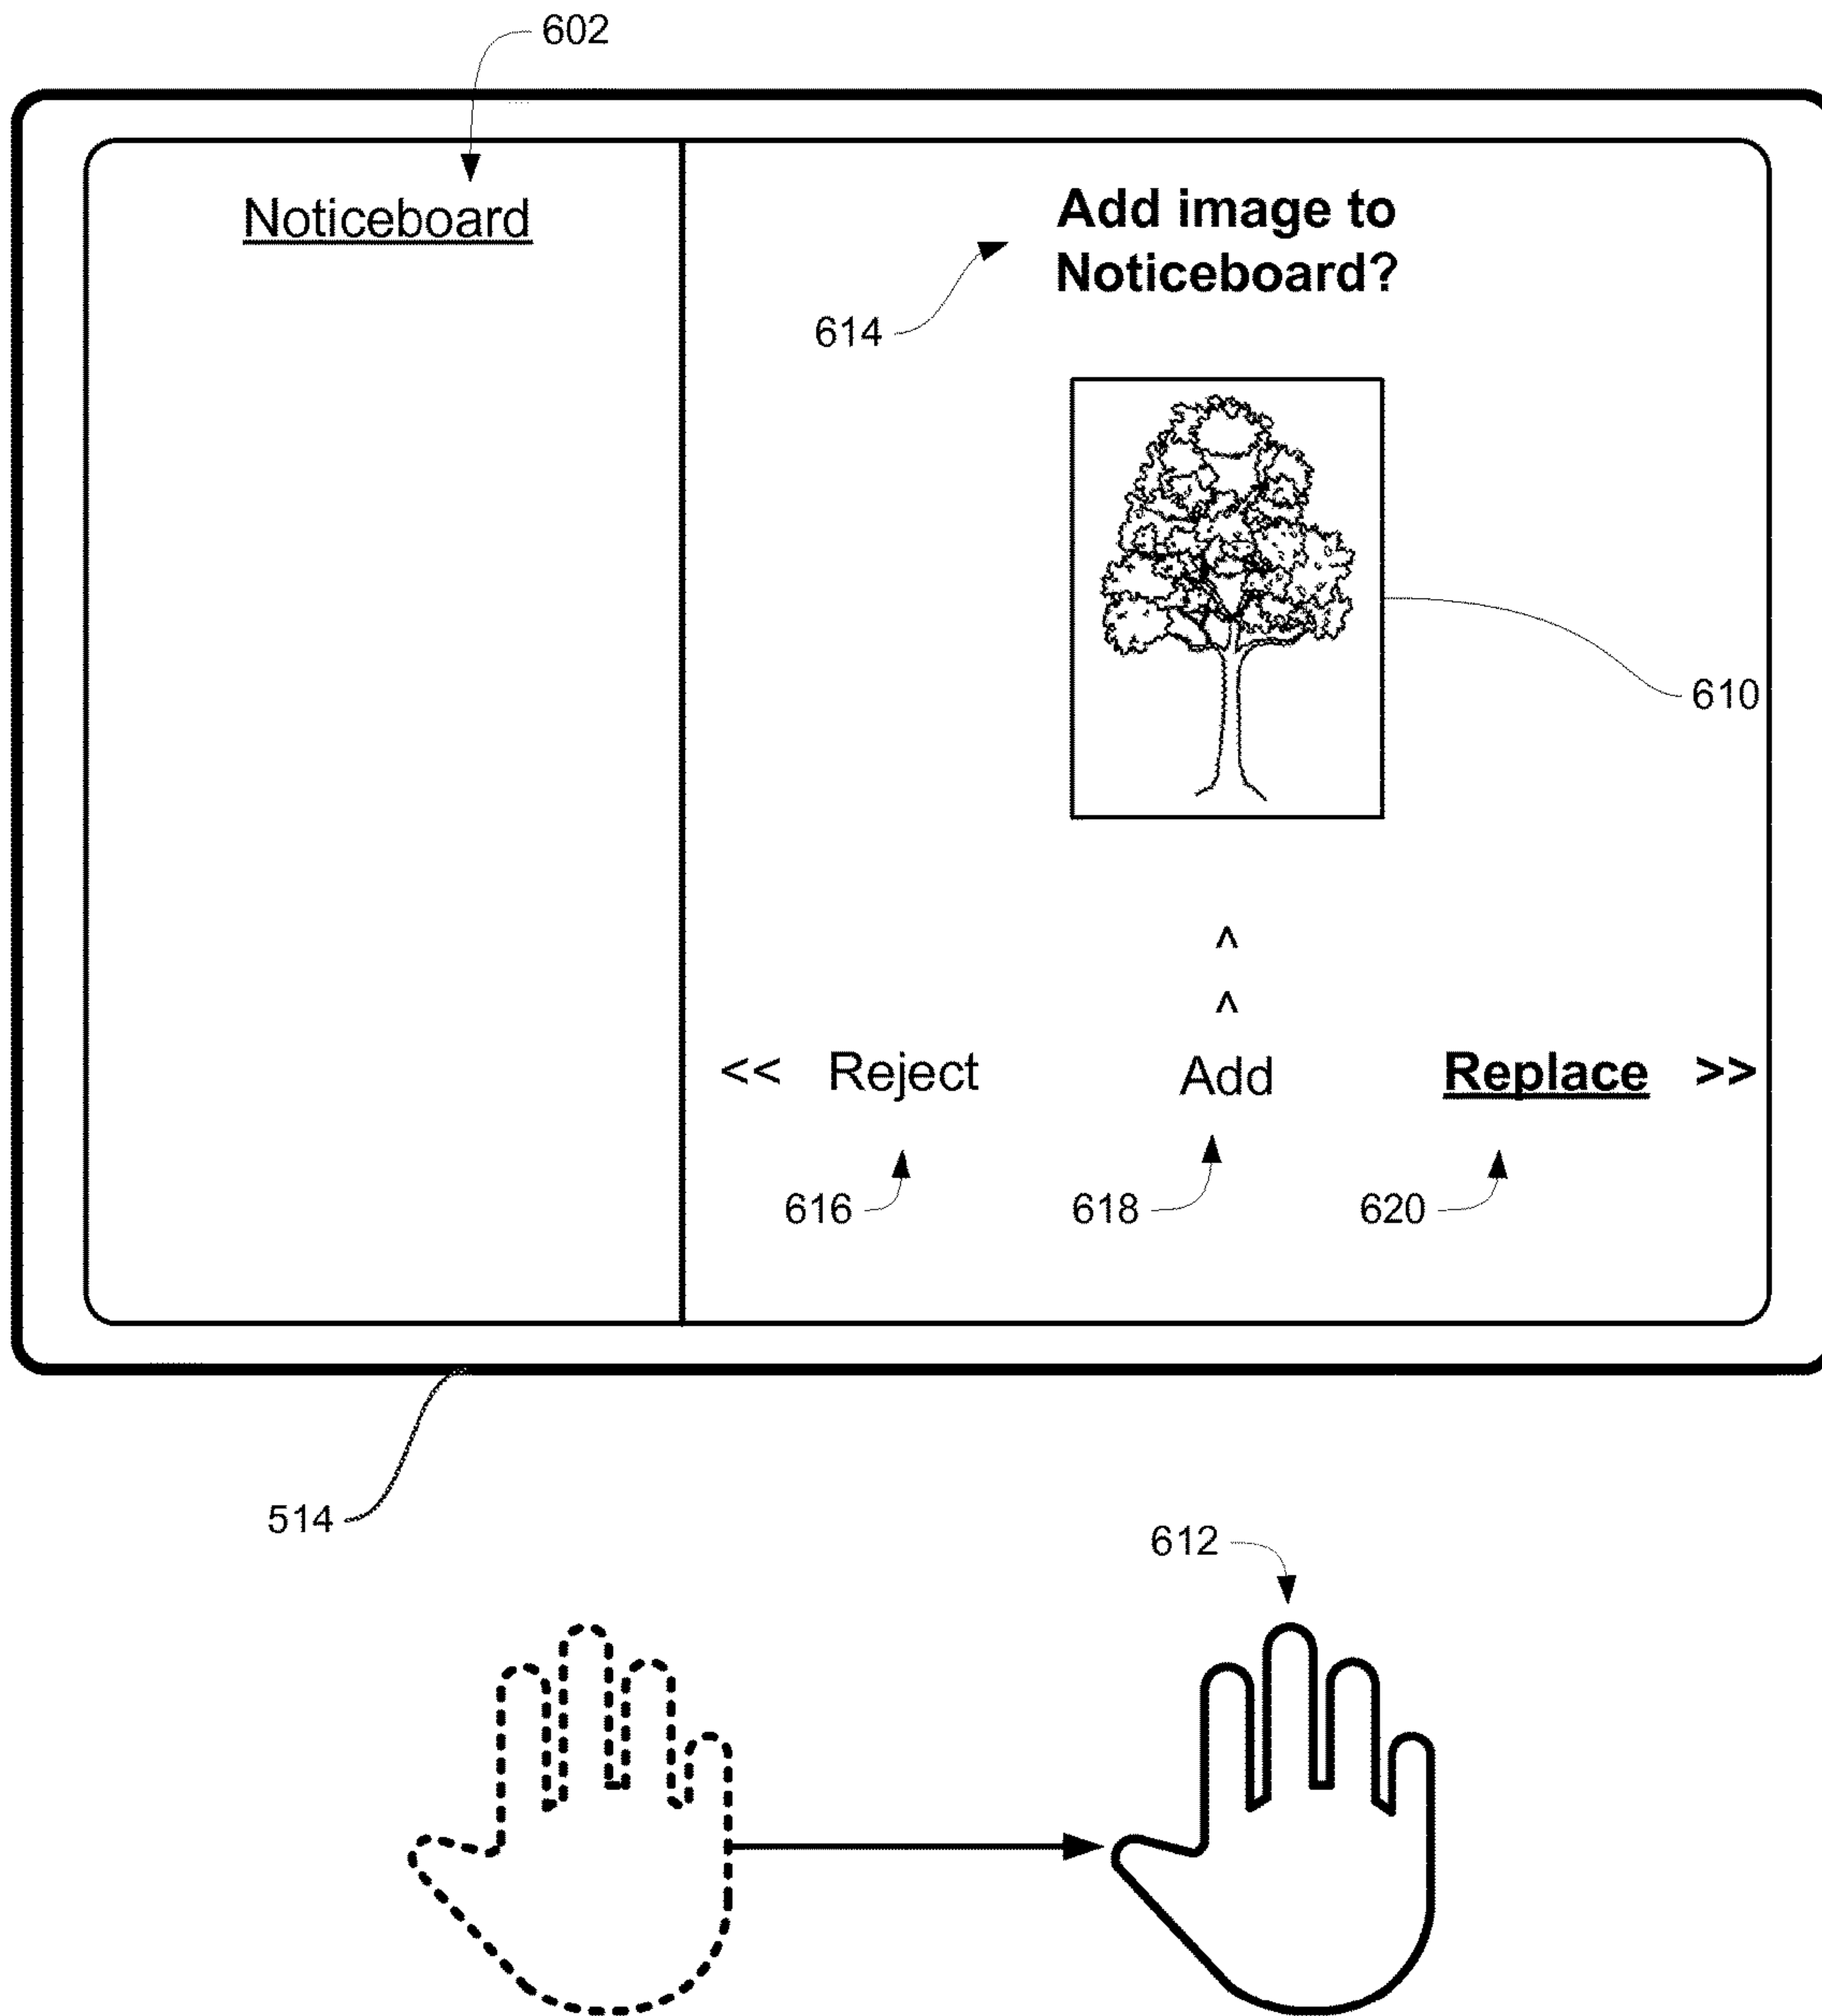 602
Noticeboard
Add image to
Noticeboard?
614
610
^
^
<< Reject Add Replace >>
616 618 620
514
612